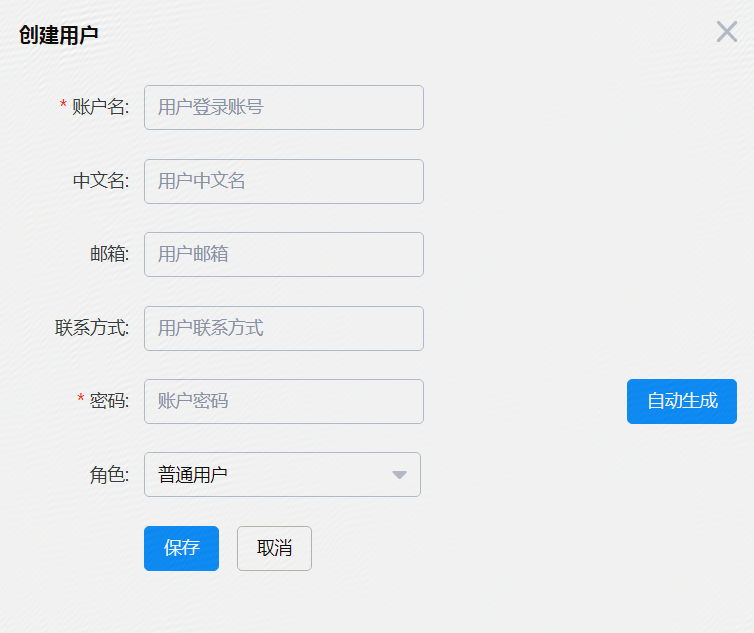 创建用户
* 账户名: 用户登录账号
中文名: 用户中文名
邮箱: 用户邮箱
联系方式: 用户联系方式
* 密码: 账户密码 自动生成
角色: 普通用户
保存 取消